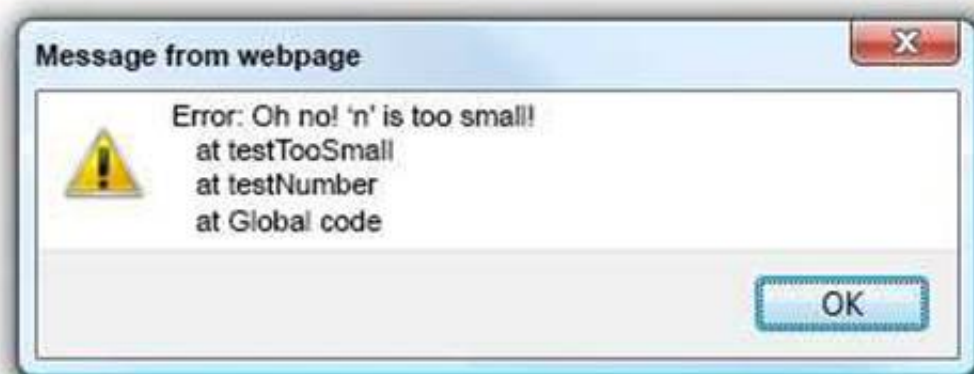 Message from webpage
Error: Oh no! ‘n’ is too small!
at testTooSmall
at testNumber
at Global code
OK